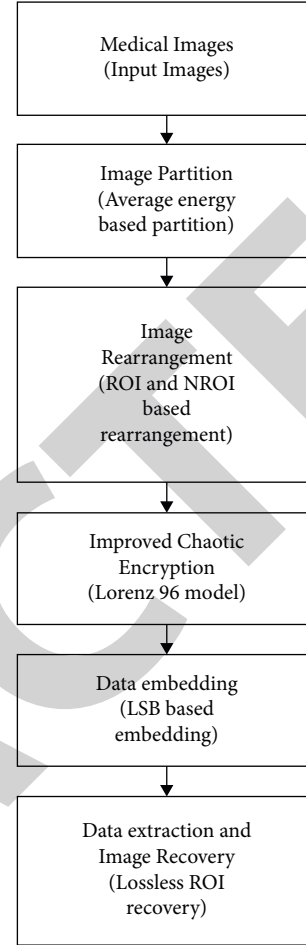 Medical Images
(Input Images)
Image Partition
(Average energy
based partition)
Image
Rearrangement
(ROI and NROI
based
rearrangement)
Improved Chaotic
Encryption
(Lorenz 96 model)
Data embedding
(LSB based
embedding)
Data extraction and
Image Recovery
(Lossless ROI
recovery)